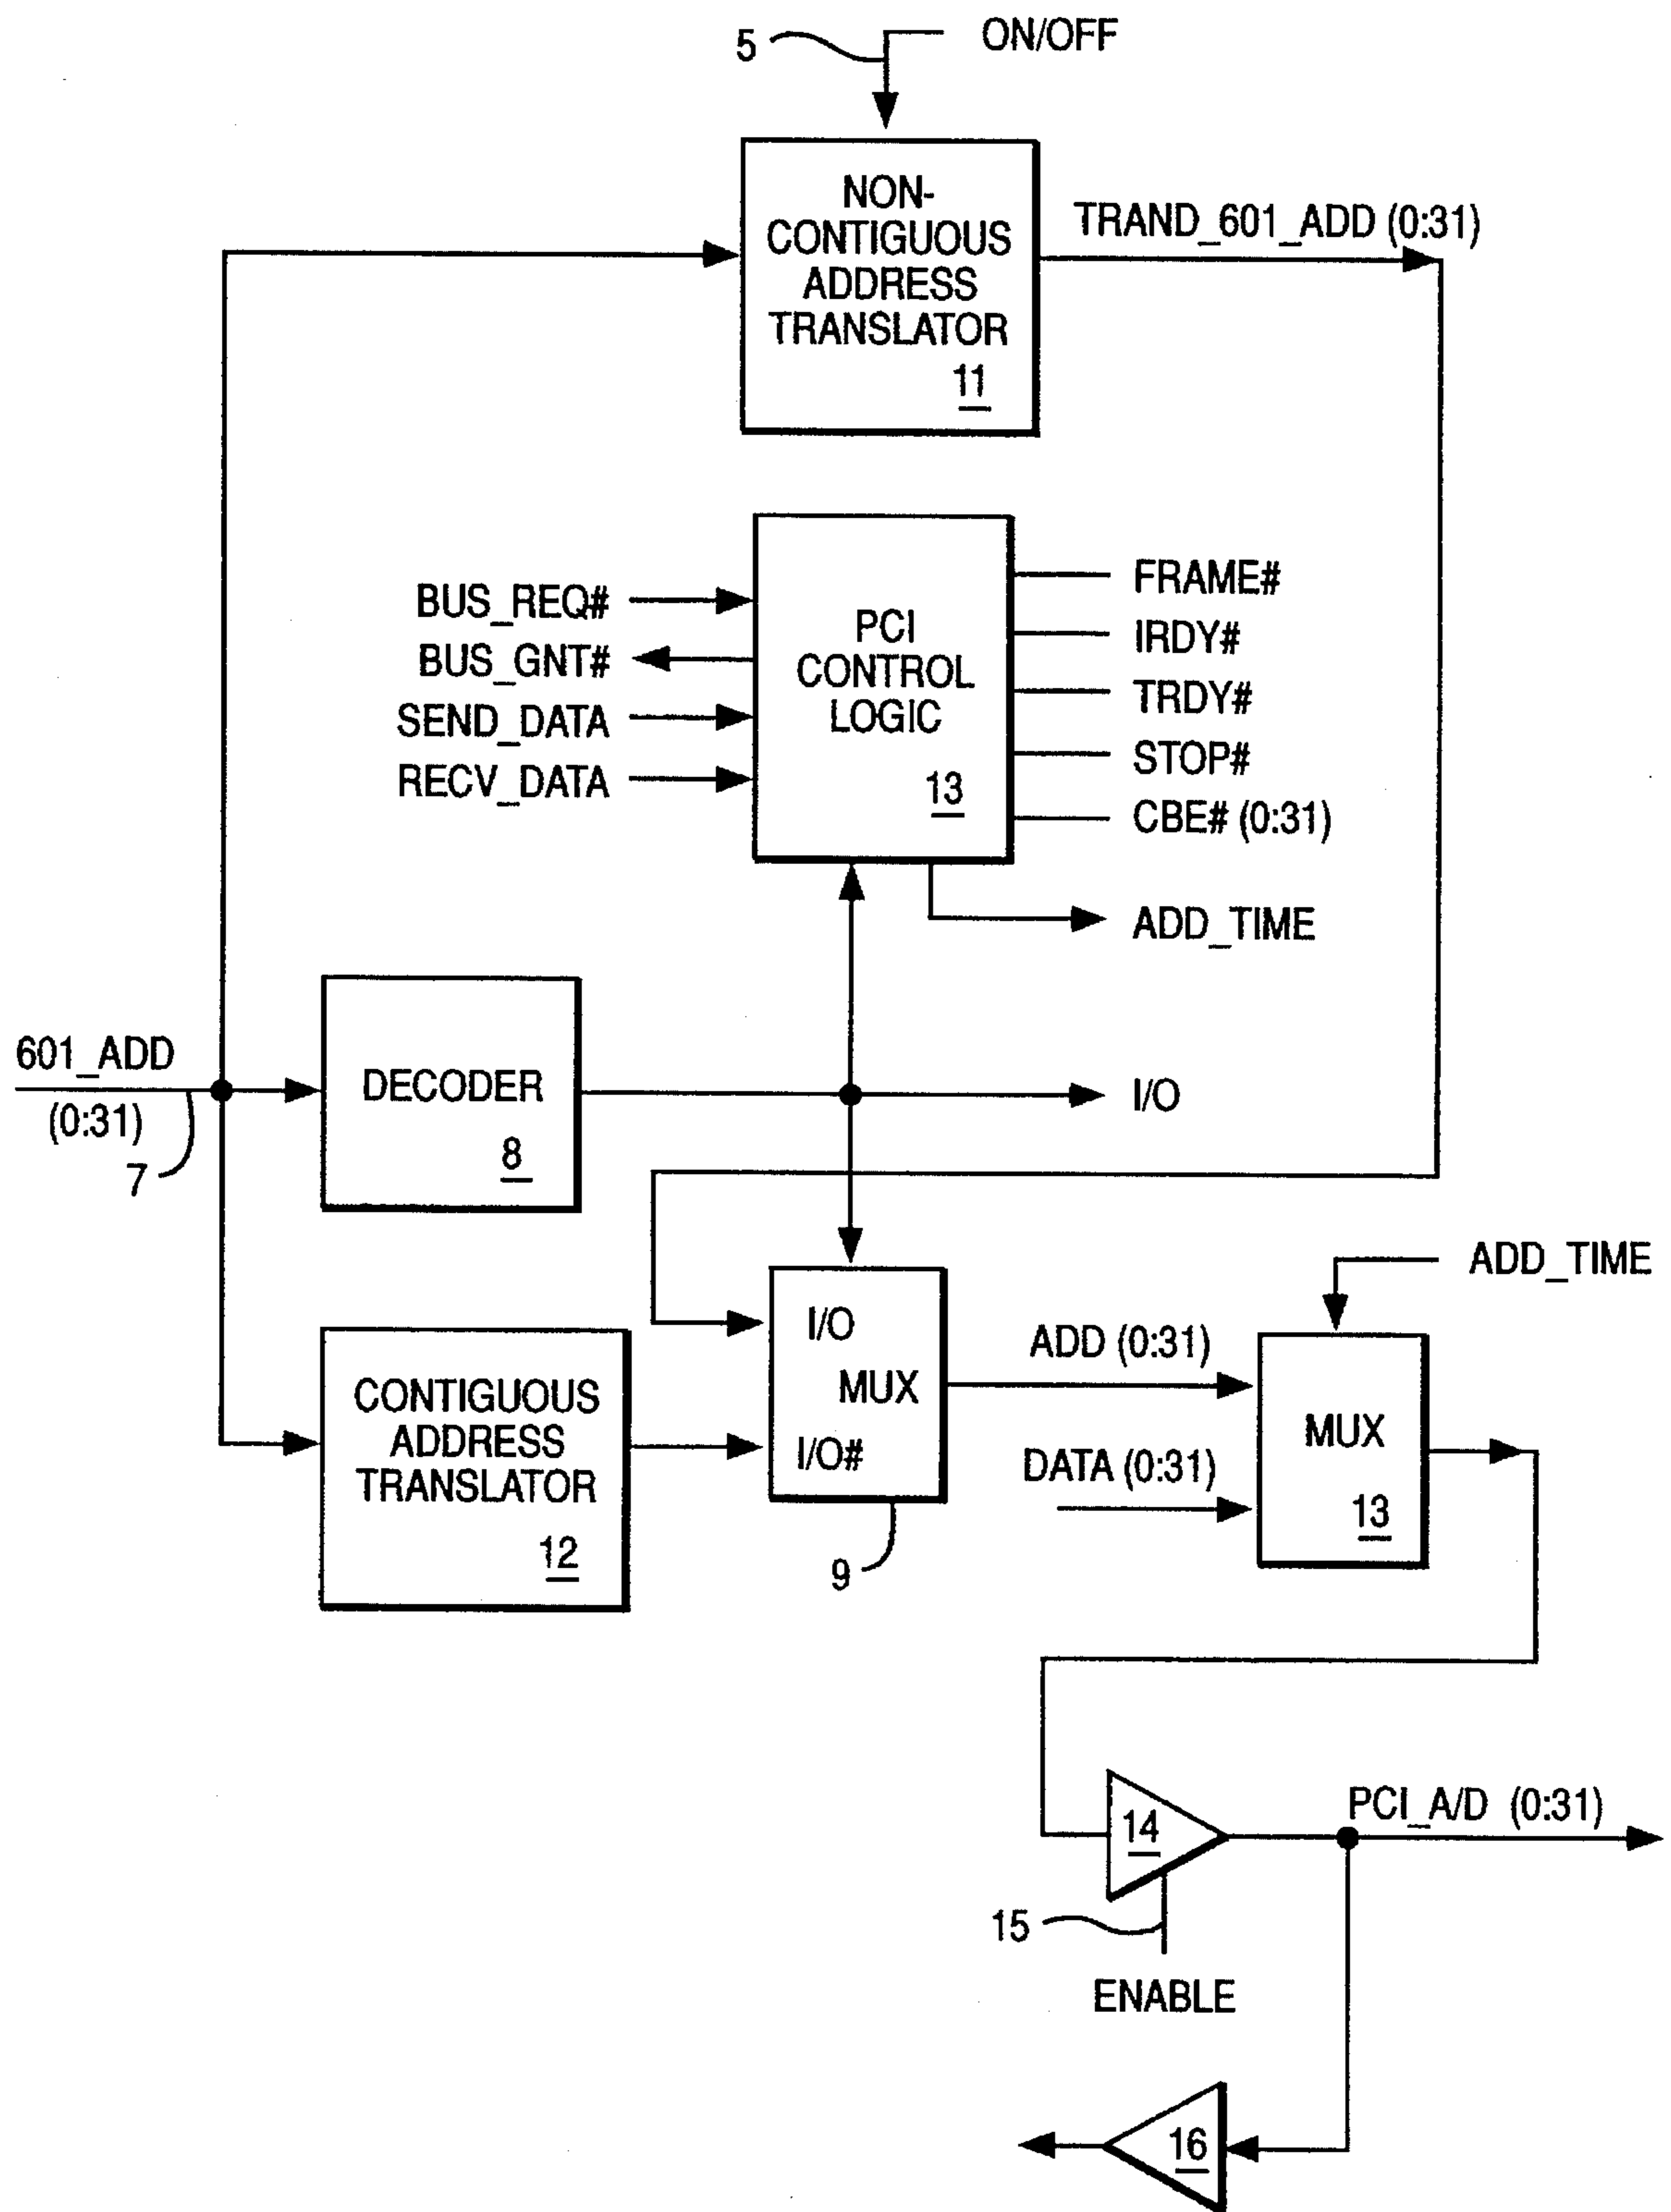 5
ON/OFF
NON-
CONTIGUOUS
ADDRESS
TRANSLATOR
11
TRAND_601_ADD (0:31)
BUS_REQ#
BUS_GNT#
SEND_DATA
RECV_DATA
PCI
CONTROL
LOGIC
13
FRAME#
IRDY#
TRDY#
STOP#
CBE# (0:31)
ADD_TIME
601_ADD
(0:31)
7
DECODER
8
I/O
CONTIGUOUS
ADDRESS
TRANSLATOR
12
I/O
MUX
I/O#
9
ADD (0:31)
DATA (0:31)
ADD_TIME
MUX
13
14
15
ENABLE
PCI_A/D (0:31)
16